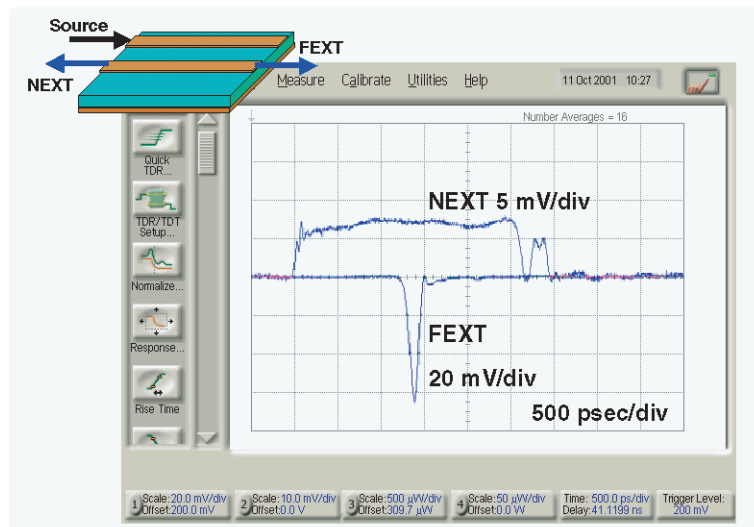 Source
FEXT
NEXT
Measure Calibrate Utilities Help 11 Oct 2001 10:27
Number Averages = 16
Quick
TDR...
TDR/TDT
Setup...
Normalize...
Response...
Rise Time
NEXT 5 mV/div
FEXT
20 mV/div
500 psec/div
1 Scale:20.0 mV/div
Offset:200.0 mV
2 Scale:10.0 mV/div
Offset:0.0 V
3 Scale:500 µW/div
Offset:309.7 µW
4 Scale:50 µW/div
Offset:0.0 W
Time: 500.0 ps/div
Delay:41.1199 ns
Trigger Level:
200 mV